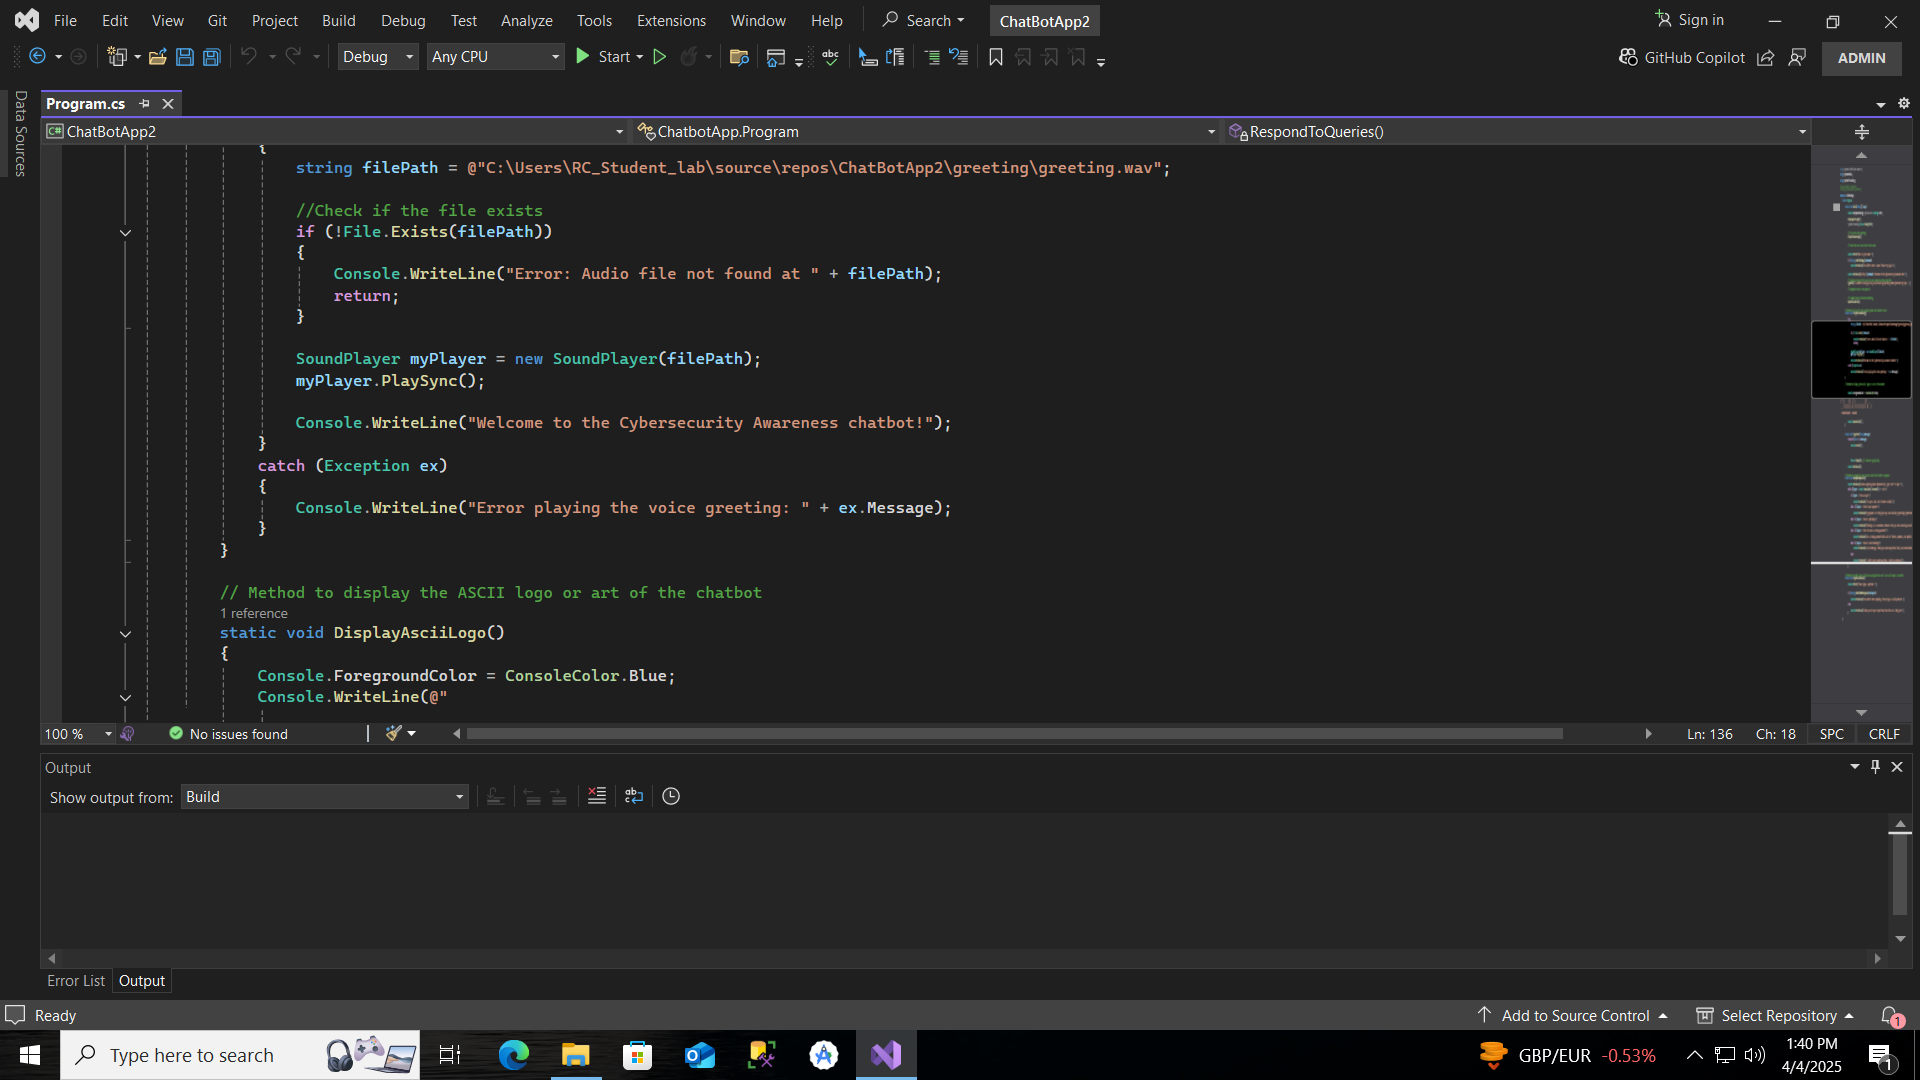 File Edit View Git Project Build Debug Test Analyze Tools Extensions Window Help Search ChatBotApp2 Sign in
Debug Any CPU Start GitHub Copilot ADMIN
Data Sources
Program.cs
ChatBotApp2 ChatbotApp.Program RespondToQueries()
{
string filePath = @"C:\Users\RC_Student_lab\source\repos\ChatBotApp2\greeting\greeting.wav";
//Check if the file exists
if (!File.Exists(filePath))
{
Console.WriteLine("Error: Audio file not found at " + filePath);
return;
}
SoundPlayer myPlayer = new SoundPlayer(filePath);
myPlayer.PlaySync();
Console.WriteLine("Welcome to the Cybersecurity Awareness chatbot!");
}
catch (Exception ex)
{
Console.WriteLine("Error playing the voice greeting: " + ex.Message);
}
}
// Method to display the ASCII logo or art of the chatbot
1 reference
static void DisplayAsciiLogo()
{
Console.ForegroundColor = ConsoleColor.Blue;
Console.WriteLine(@"
100 % No issues found Ln: 136 Ch: 18 SPC CRLF
Output
Show output from: Build
Error List Output
Ready Add to Source Control Select Repository 1
Type here to search GBP/EUR -0.53% 1:40 PM
4/4/2025 1